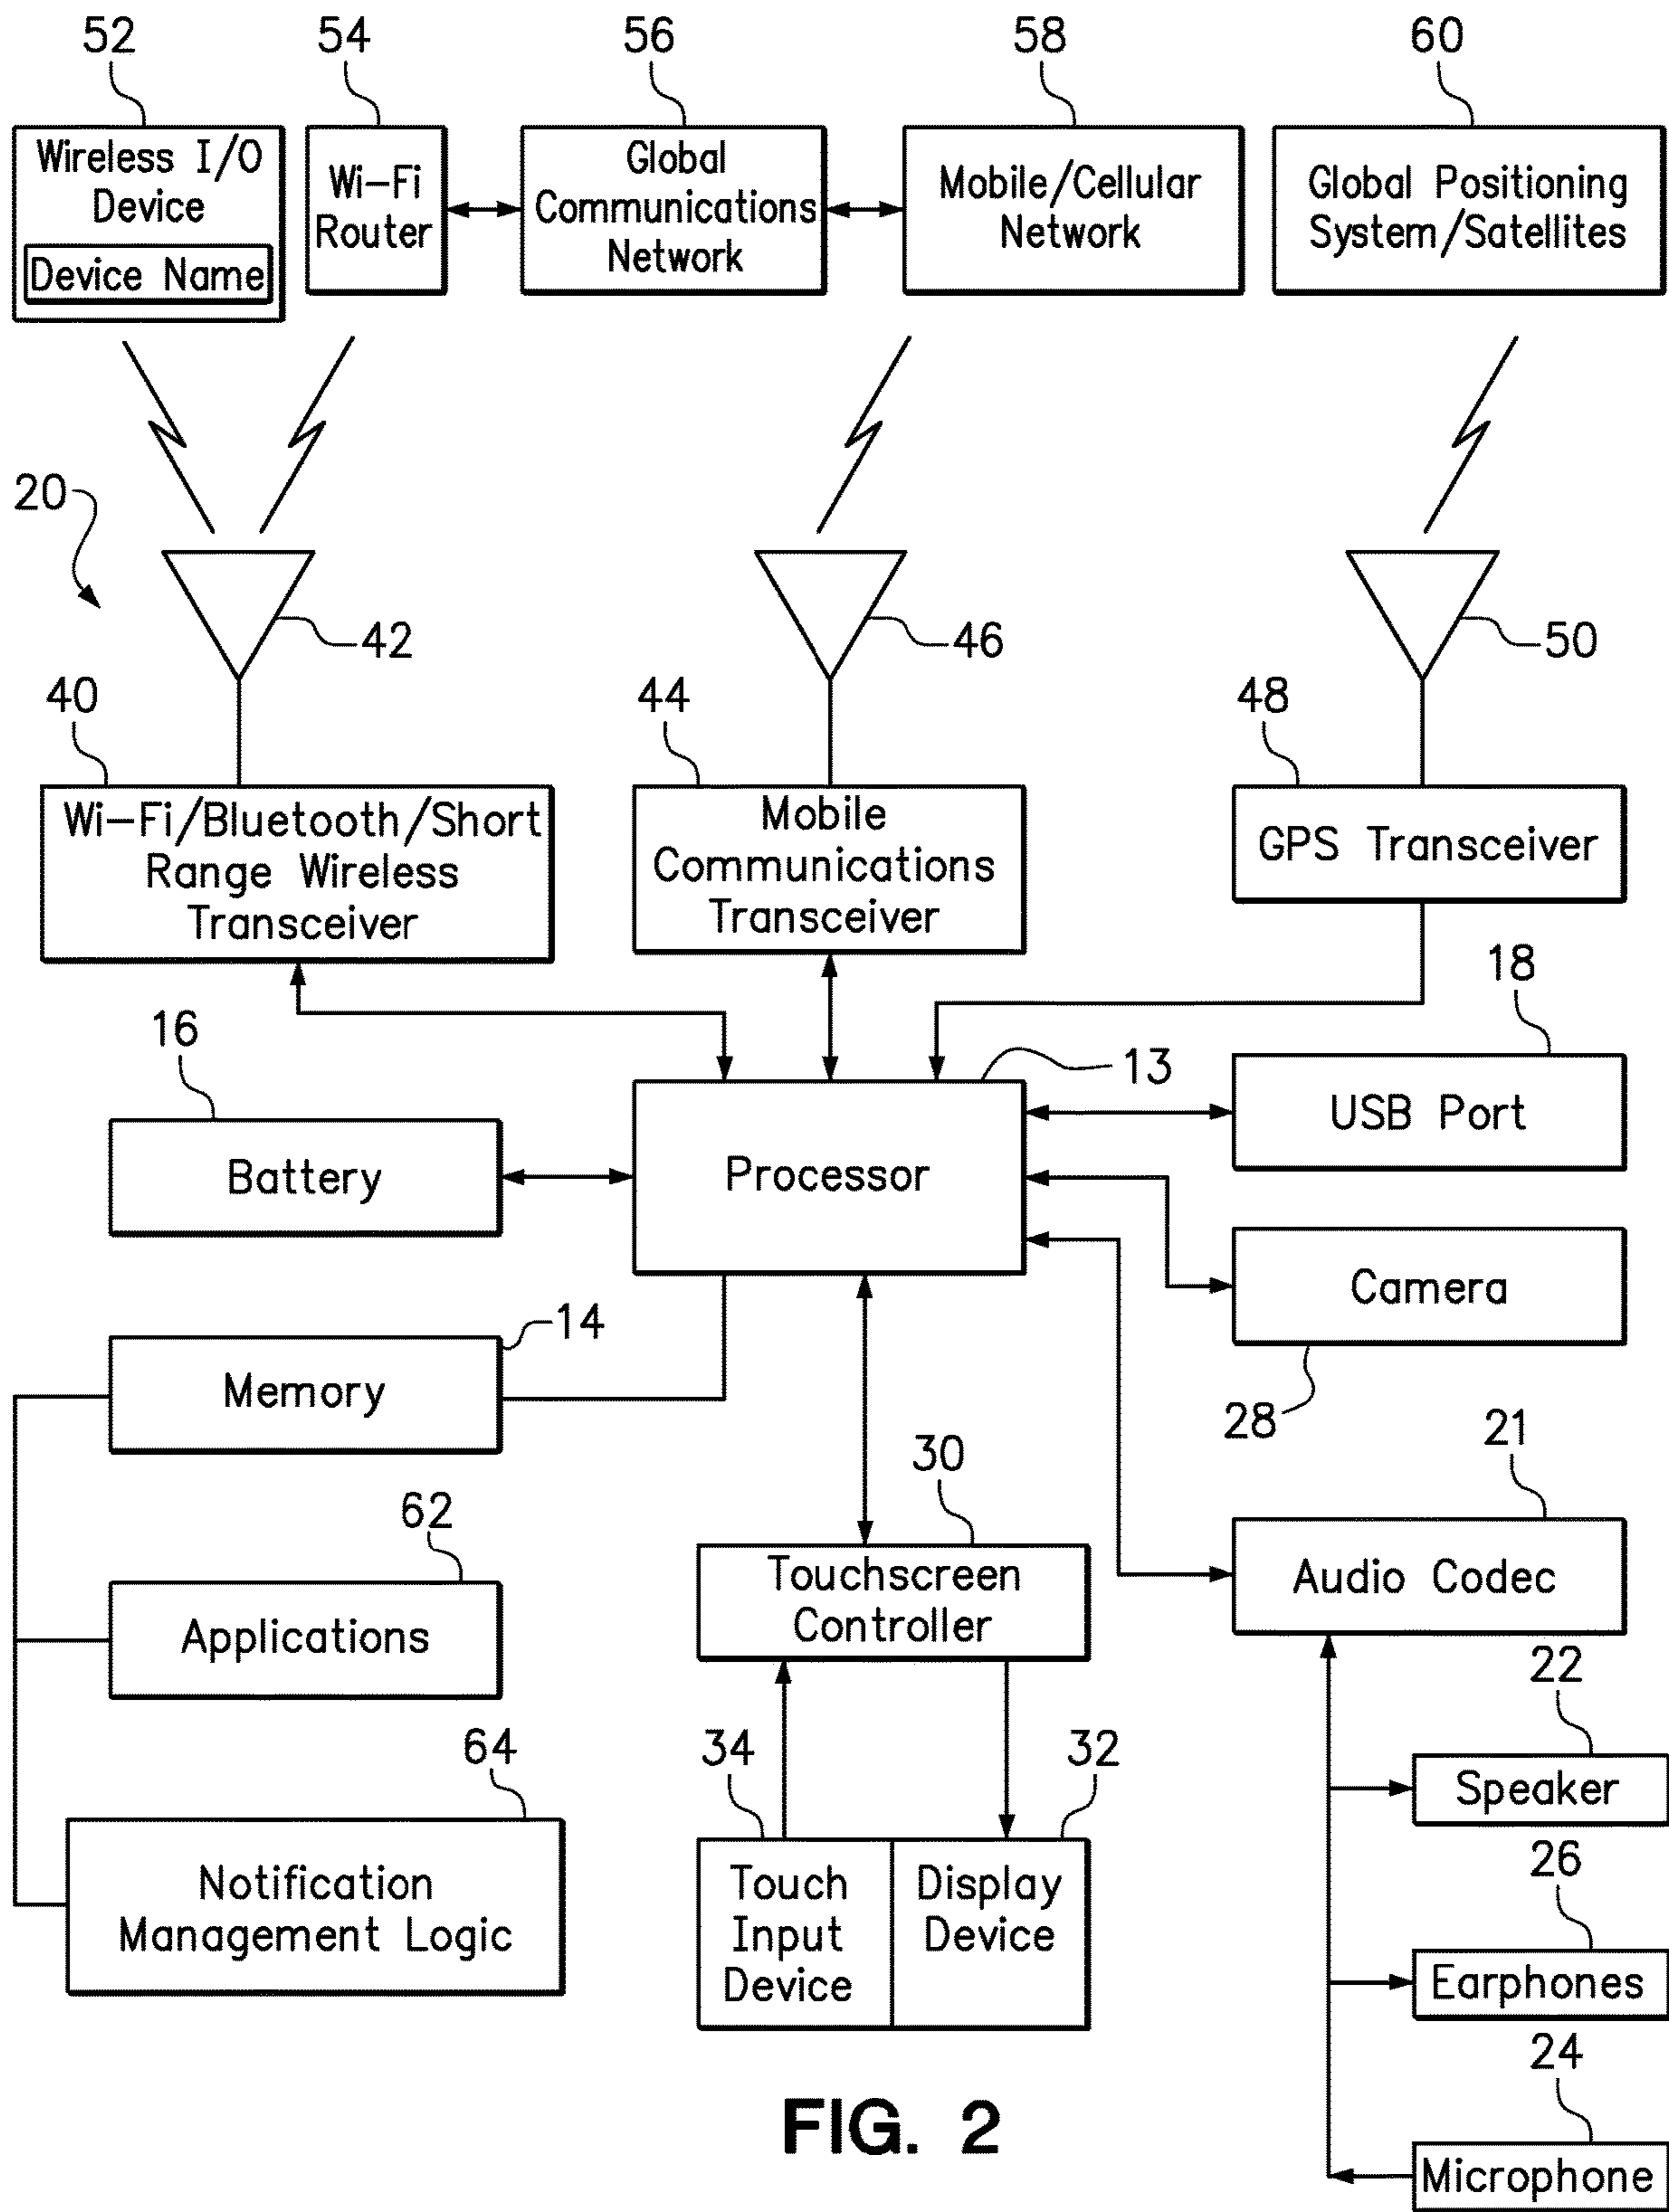 52
54
56
58
60
Wireless I/O
Device
Device Name
Wi-Fi
Router
Global
Communications
Network
Mobile/Cellular
Network
Global Positioning
System/Satellites
20
42
46
50
40
44
48
Wi-Fi/Bluetooth/Short
Range Wireless
Transceiver
Mobile
Communications
Transceiver
GPS Transceiver
18
16
13
USB Port
Battery
Processor
Camera
14
Memory
28
21
30
62
Touchscreen
Controller
Audio Codec
Applications
22
64
34
32
Speaker
Notification
Management Logic
Touch
Input
Device
Display
Device
26
Earphones
24
FIG. 2
Microphone